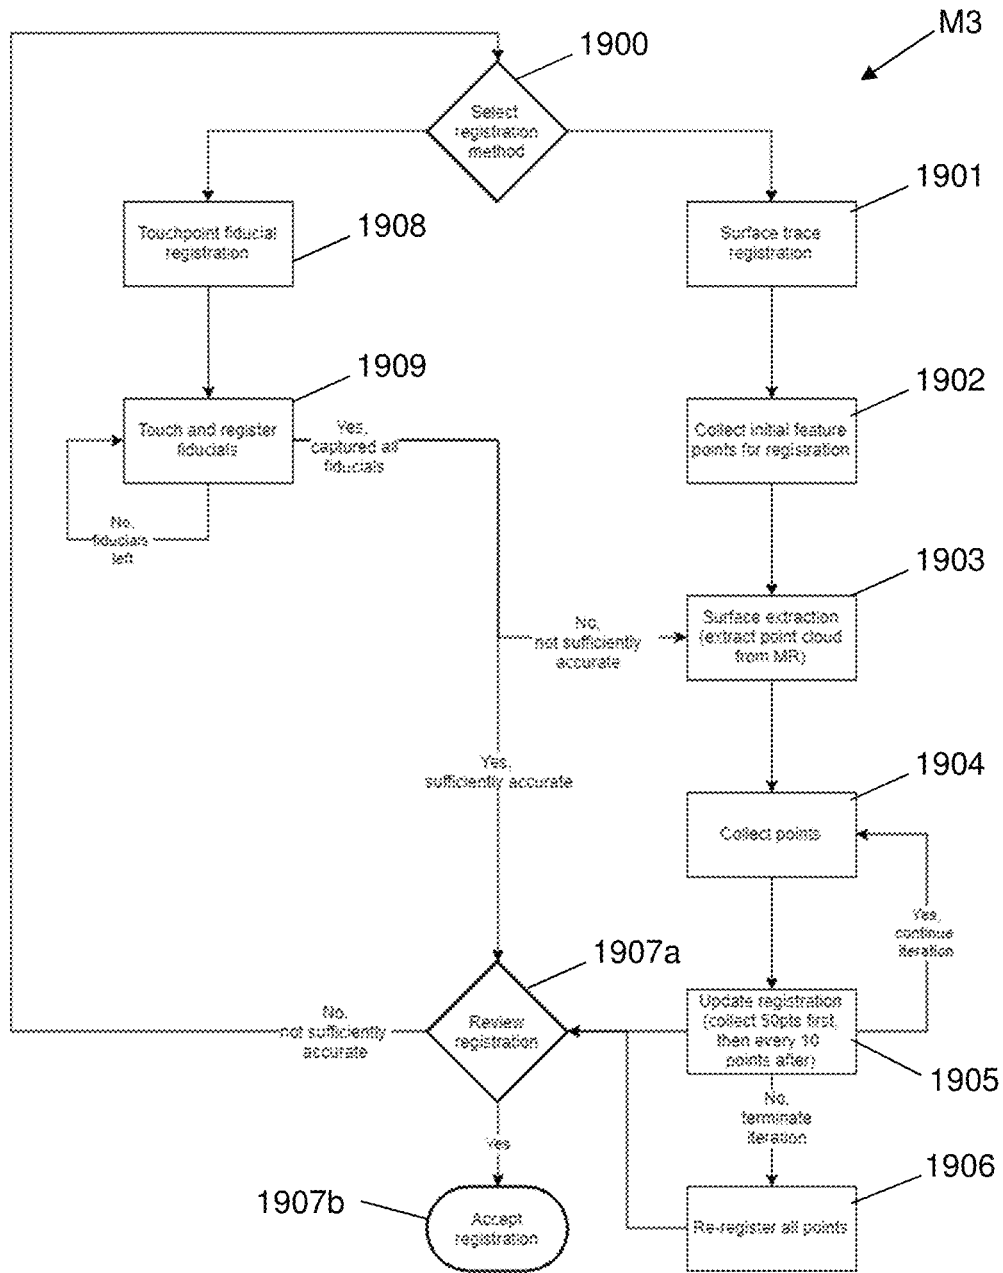 M3
1900
Select
registration
method
1901
Surface trace
registration
1908
Touchpoint fiducial
registration
1909
Touch and register
fiducials
Yes,
captured all
fiducials
No,
fiducials
left
1902
Collect initial feature
points for registration
1903
Surface extraction
(extract point cloud
from MR)
No,
not sufficiently
accurate
Yes,
sufficiently accurate
1904
Collect points
Yes,
continue
iteration
1907a
Review
registration
No,
not sufficiently
accurate
Update registration
(collect 50pts first,
then every 10
points after)
1905
No,
terminate
iteration
Yes
1906
Re-register all points
1907b
Accept
registration